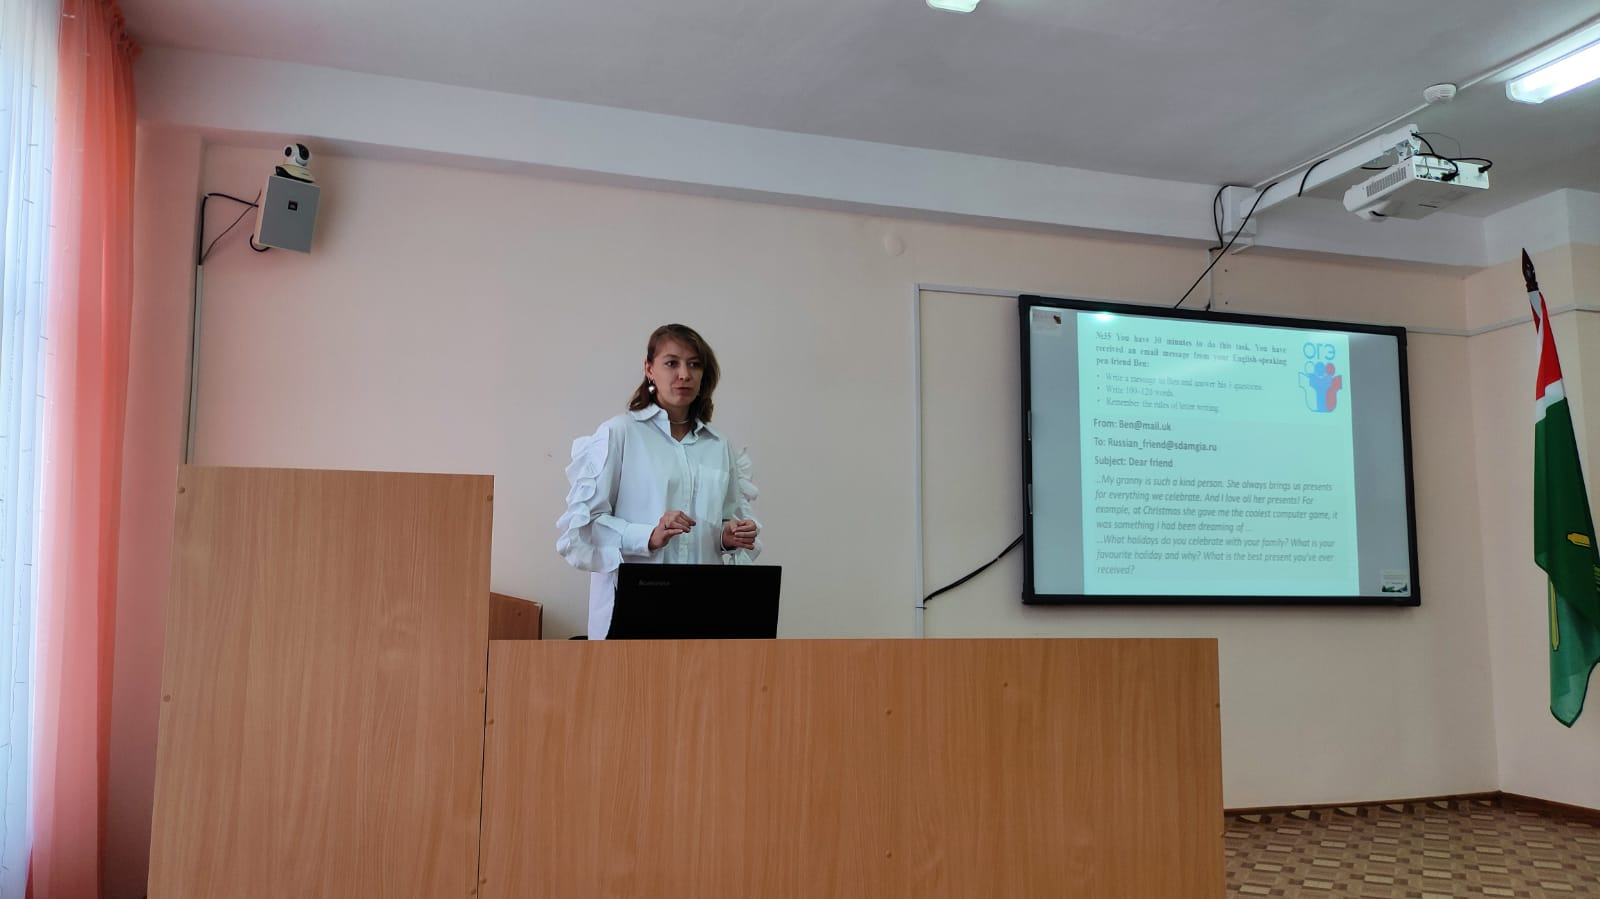 №35 You have 30 minutes to do this task. You have
received an email message from your English-speaking
pen friend Ben:
• Write a message to Ben and answer his 3 questions.
• Write 100–120 words.
• Remember the rules of letter writing.
ОГЭ
From: Ben@mail.uk
To: Russian_friend@sdamgia.ru
Subject: Dear friend
...My granny is such a kind person. She always brings us presents
for everything we celebrate. And I love all her presents! For
example, at Christmas she gave me the coolest computer game, it
was something I had been dreaming of ...
...What holidays do you celebrate with your family? What is your
favourite holiday and why? What is the best present you've ever
received?
Lenovo